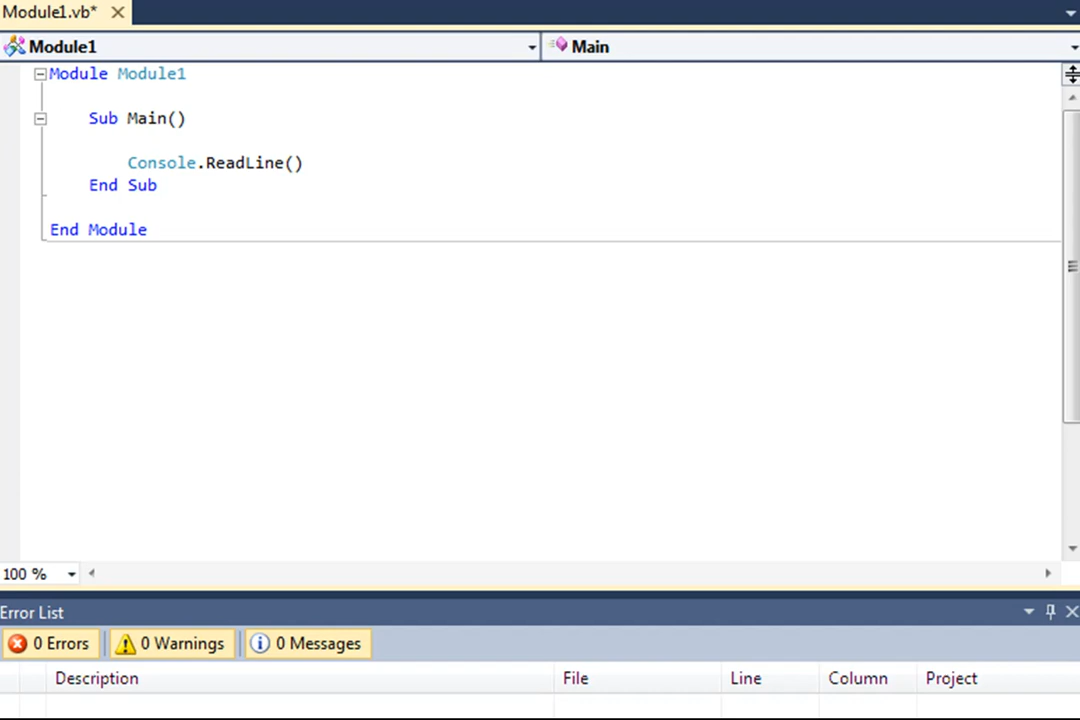 Module1.vb*
Module1 Main
Module Module1
Sub Main()
Console.ReadLine()
End Sub
End Module
100 %
Error List
0 Errors 0 Warnings 0 Messages
Description File Line Column Project